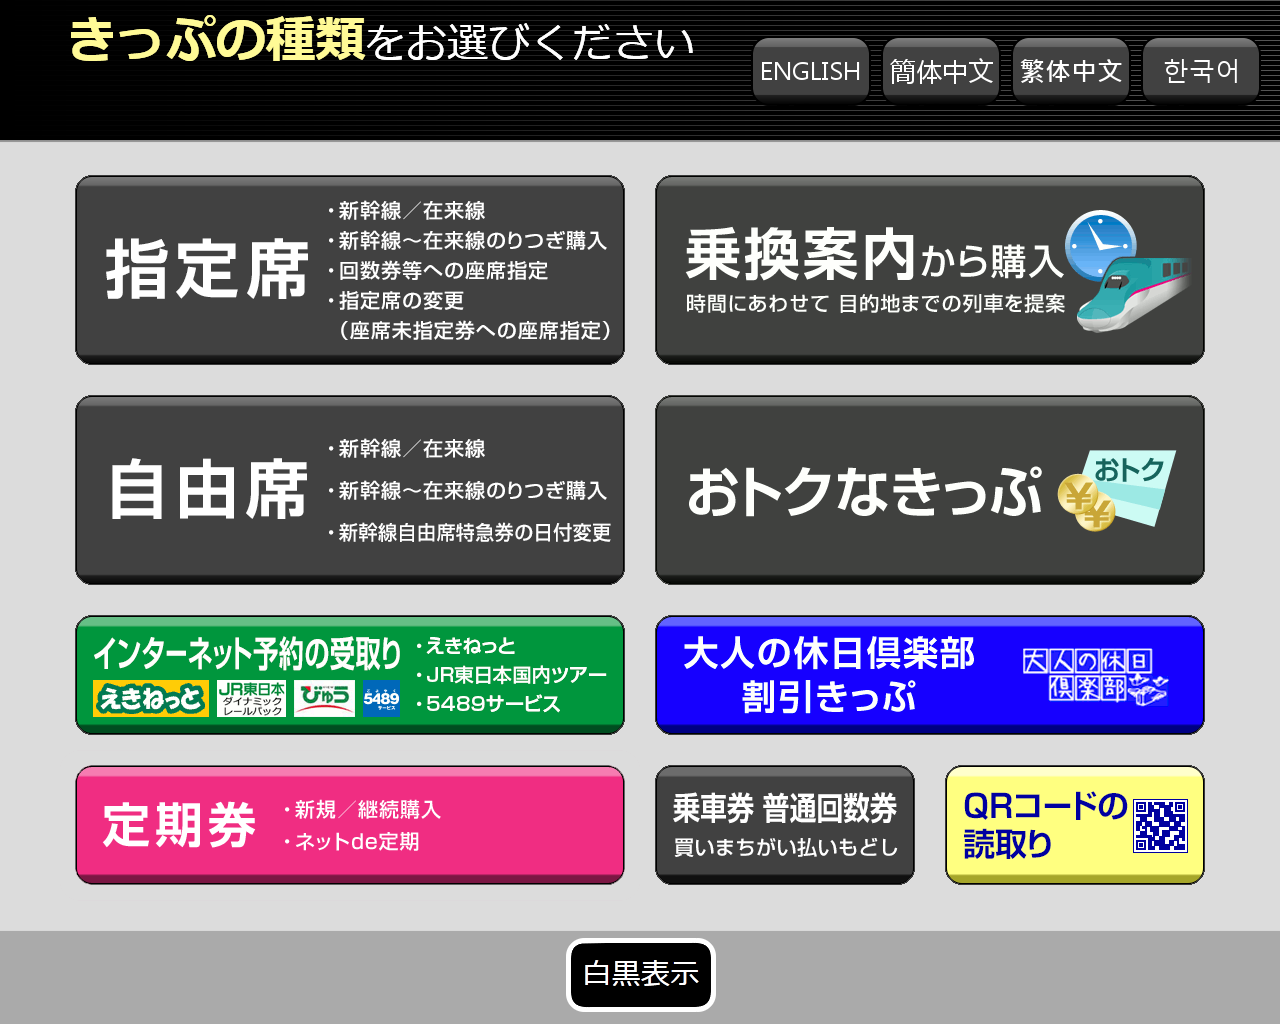 きっぷの種類をお選びください
ENGLISH
簡体中文
繁体中文
한국어
指定席
・新幹線／在来線
・新幹線〜在来線のりつぎ購入
・回数券等への座席指定
・指定席の変更
（座席未指定券への座席指定）
乗換案内から購入
時間にあわせて 目的地までの列車を提案
自由席
・新幹線／在来線
・新幹線〜在来線のりつぎ購入
・新幹線自由席特急券の日付変更
おトクなきっぷ
おトク
¥
¥
インターネット予約の受取り
えきねっと
JR東日本
ダイナミック
レールパック
びゅう
5489
サービス
・えきねっと
・JR東日本国内ツアー
・5489サービス
大人の休日倶楽部
割引きっぷ
大人の休日
倶楽部
定期券
・新規／継続購入
・ネットde定期
乗車券 普通回数券
買いまちがい払いもどし
QRコードの
読取り
白黒表示